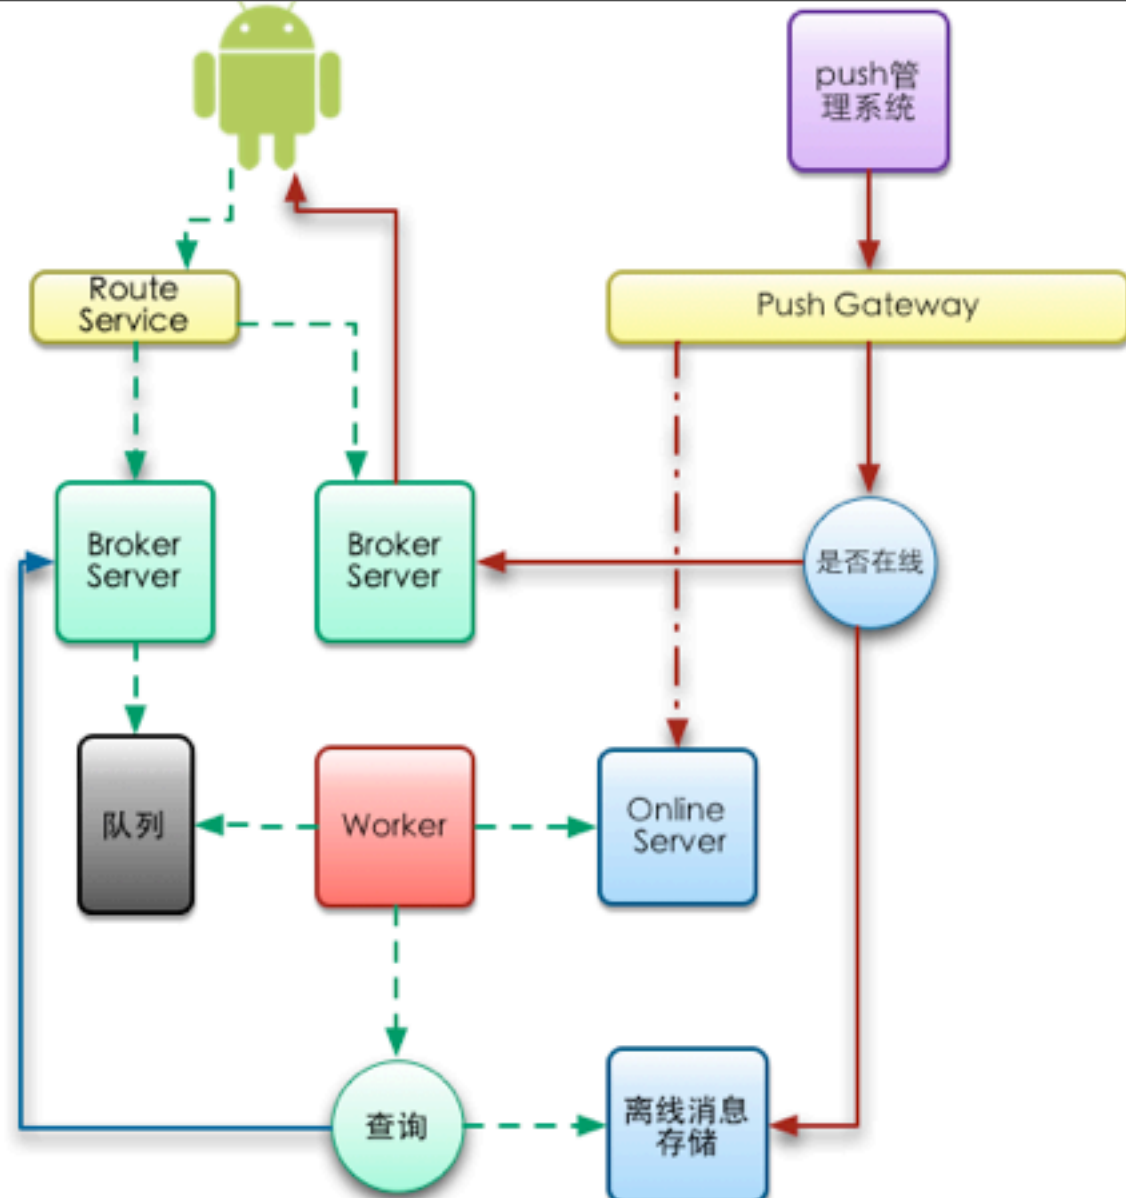 push管
理系统
Route
Service
Push Gateway
Broker
Server
Broker
Server
是否在线
队列
Worker
Online
Server
查询
离线消息
存储